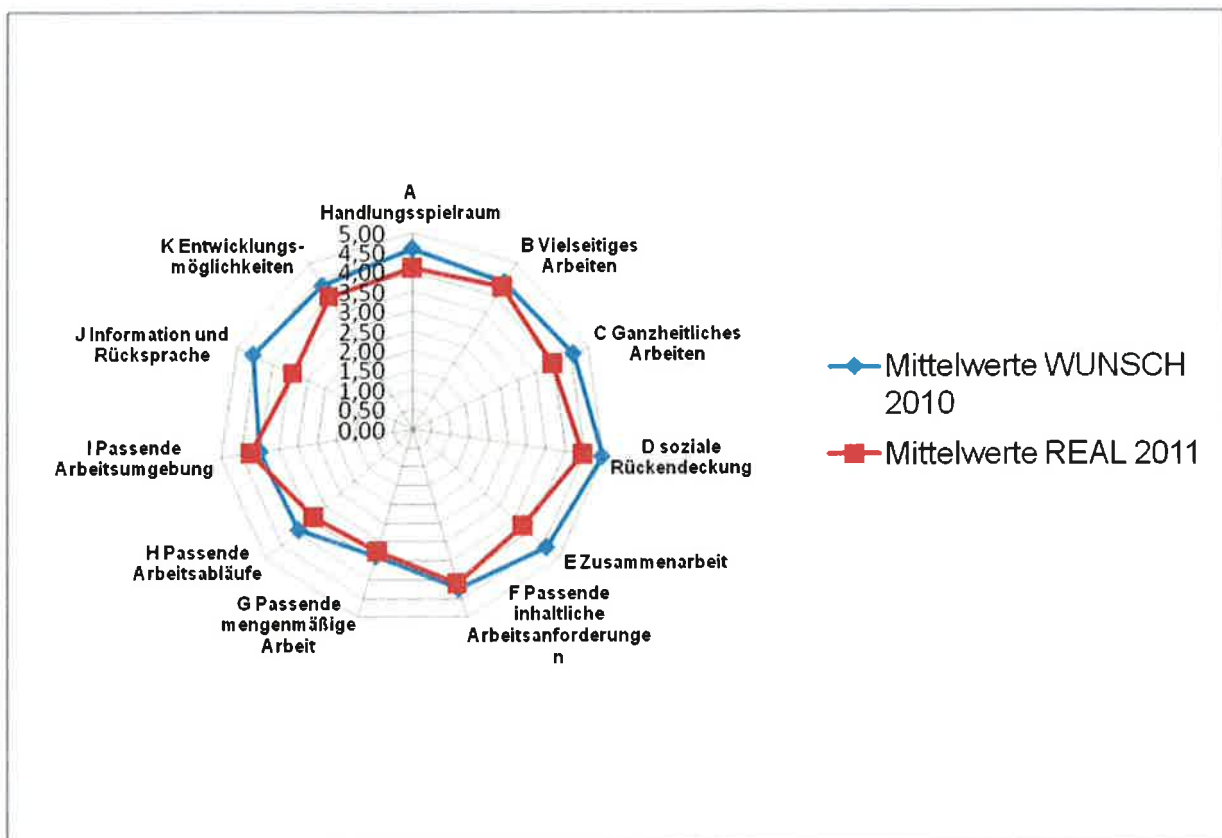 A
Handlungsspielraum
B Vielseitiges
Arbeiten
C Ganzheitliches
Arbeiten
D soziale
Rückendeckung
E Zusammenarbeit
F Passende
inhaltliche
Arbeitsanforderunge
n
G Passende
mengenmäßige
Arbeit
H Passende
Arbeitsabläufe
I Passende
Arbeitsumgebung
J Information und
Rücksprache
K Entwicklungs-
möglichkeiten
5,00
4,50
4,00
3,50
3,00
2,50
2,00
1,50
1,00
0,50
0,00
Mittelwerte WUNSCH
2010
Mittelwerte REAL 2011